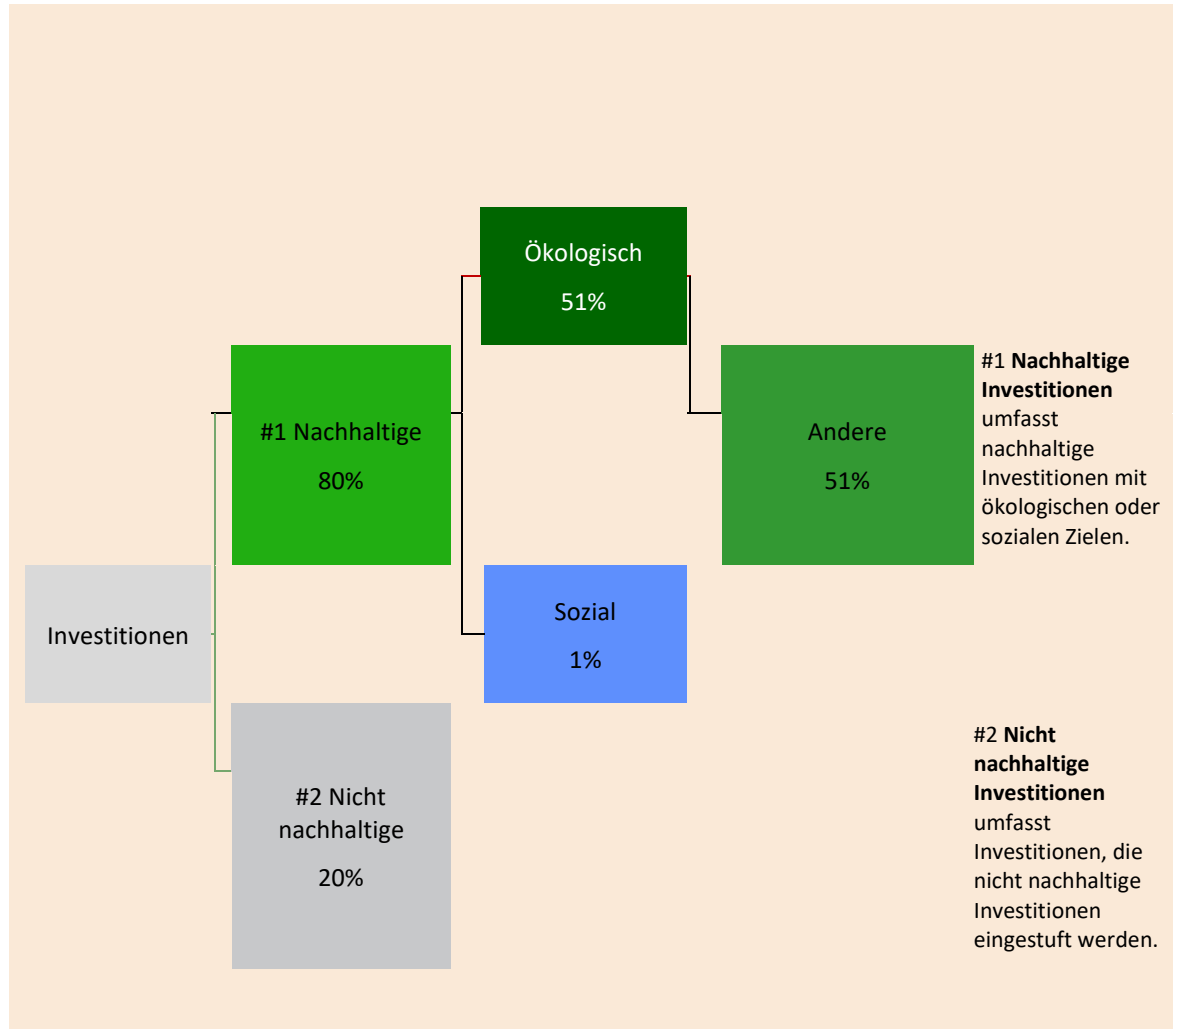 Ökologisch
51%
#1 Nachhaltige
80%
Andere
51%
#1 Nachhaltige
Investitionen
umfasst
nachhaltige
Investitionen mit
ökologischen oder
sozialen Zielen.
Investitionen
Sozial
1%
#2 Nicht
nachhaltige
20%
#2 Nicht
nachhaltige
Investitionen
umfasst
Investitionen, die
nicht nachhaltige
Investitionen
eingestuft werden.